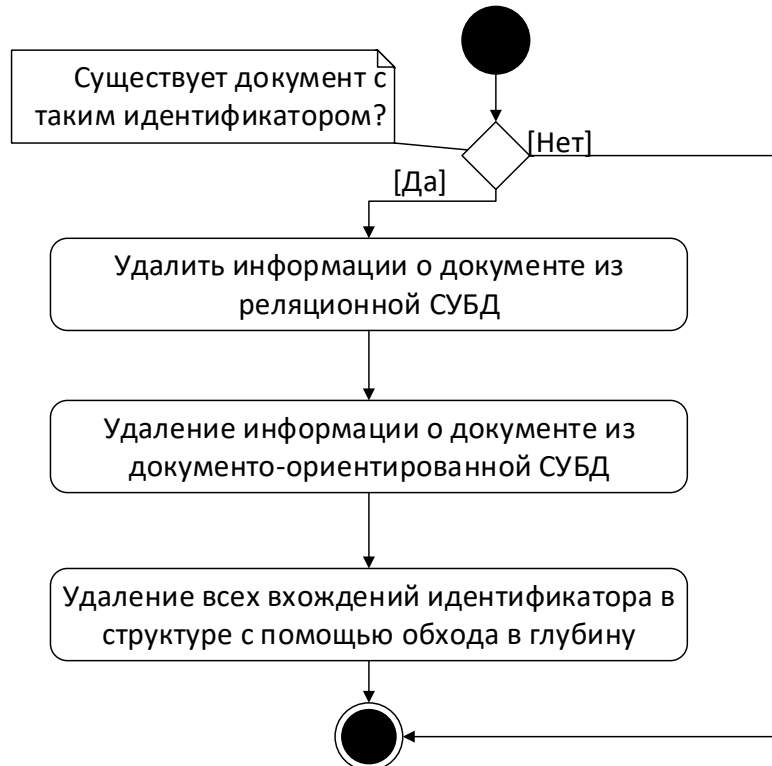 Существует документ с
таким идентификатором?
[Нет]
[Да]
Удалить информации о документе из
реляционной СУБД
Удаление информации о документе из
документо-ориентированной СУБД
Удаление всех вхождений идентификатора в
структуре с помощью обхода в глубину